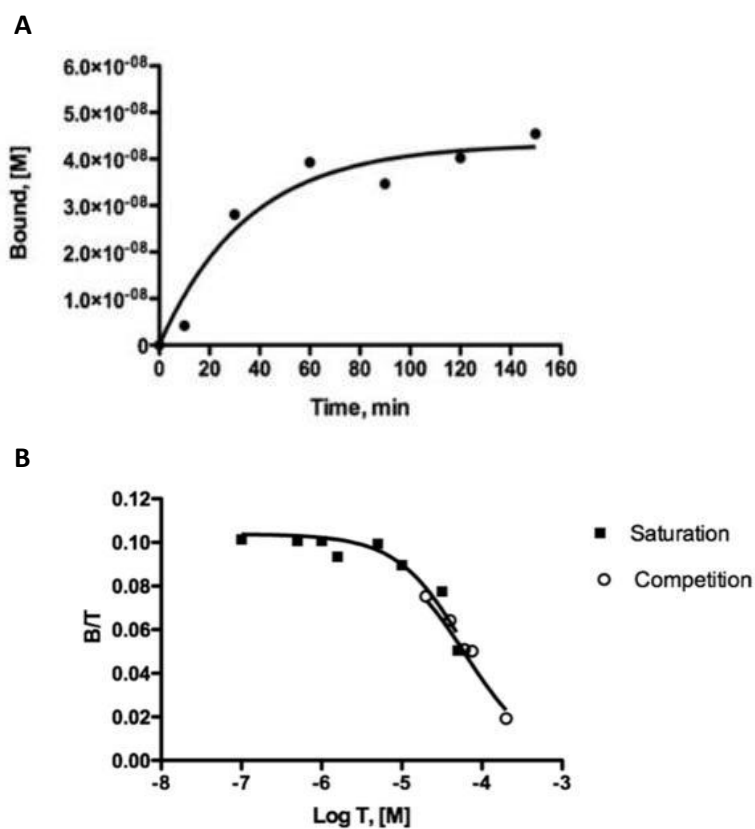 A
6.0×10-08
5.0×10-08
4.0×10-08
3.0×10-08
2.0×10-08
1.0×10-08
0
Bound, [M]
0 20 40 60 80 100 120 140 160
Time, min
B
0.12
0.10
0.08
0.06
0.04
0.02
0.00
B/T
-8 -7 -6 -5 -4 -3
Log T, [M]
Saturation
Competition